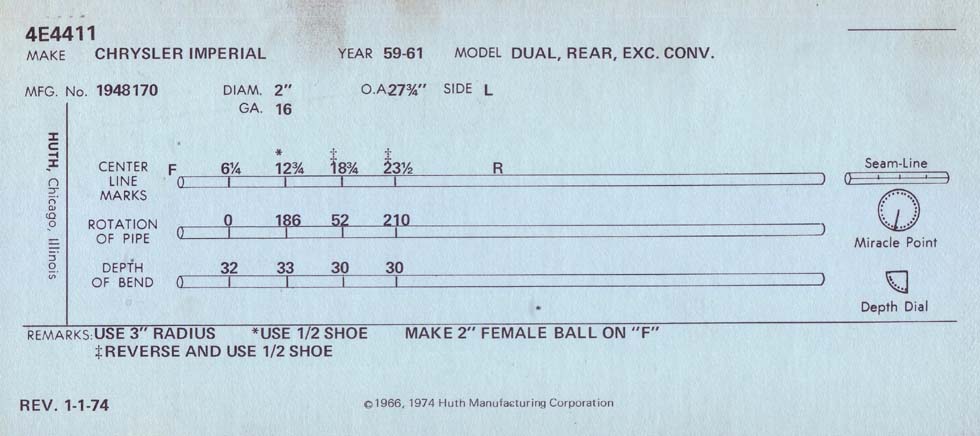 4E4411
MAKE CHRYSLER IMPERIAL YEAR 59-61 MODEL DUAL, REAR, EXC. CONV.
MFG. No. 1948170 DIAM. 2" O.A 27¾" SIDE L
GA. 16
HUTH, Chicago, Illinois
* ‡ ‡
CENTER LINE MARKS F 6¼ 12¾ 18¾ 23½ R
Seam-Line
ROTATION OF PIPE 0 186 52 210
Miracle Point
DEPTH OF BEND 32 33 30 30
Depth Dial
REMARKS: USE 3" RADIUS *USE 1/2 SHOE MAKE 2" FEMALE BALL ON "F"
‡REVERSE AND USE 1/2 SHOE
REV. 1-1-74 ©1966, 1974 Huth Manufacturing Corporation